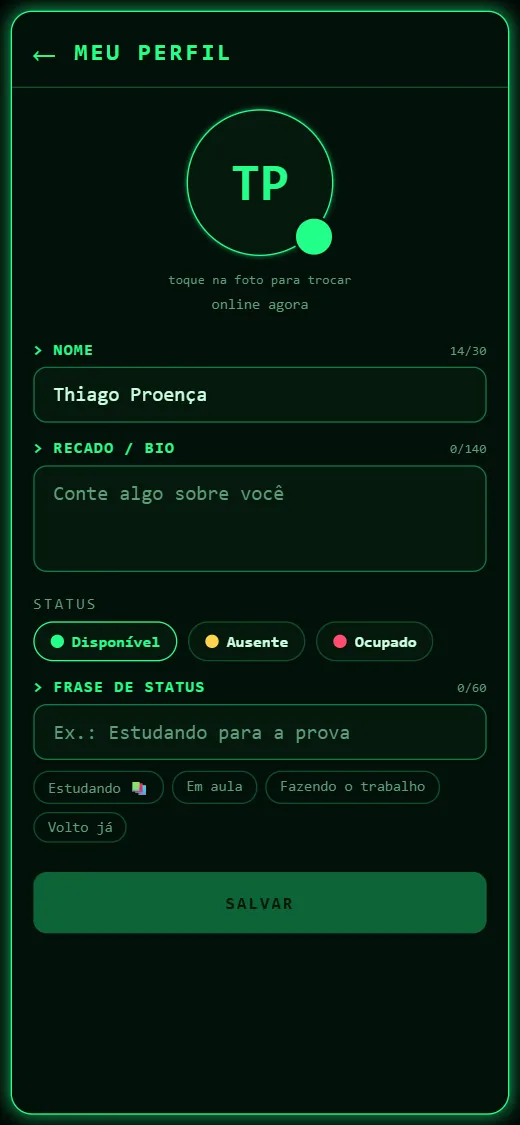 ← MEU PERFIL
TP
toque na foto para trocar
online agora
> NOME 14/30
Thiago Proença
> RECADO / BIO 0/140
Conte algo sobre você
STATUS
Disponível Ausente Ocupado
> FRASE DE STATUS 0/60
Ex.: Estudando para a prova
Estudando 📚 Em aula Fazendo o trabalho
Volto já
SALVAR